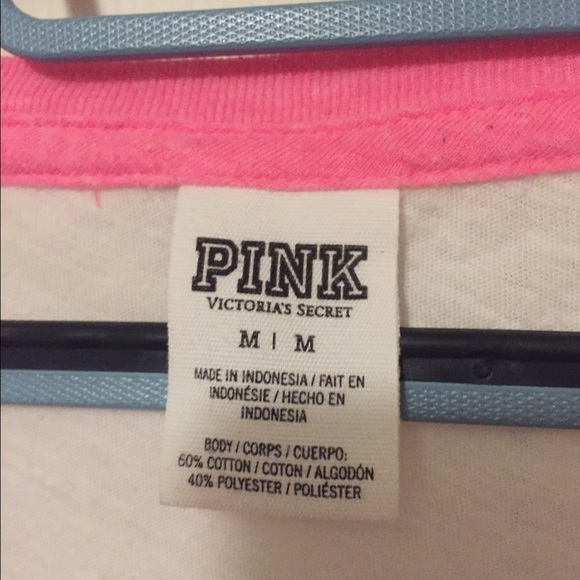 PINK
VICTORIA'S SECRET
M | M
MADE IN INDONESIA / FAIT EN
INDONÉSIE / HECHO EN
INDONESIA
BODY / CORPS / CUERPO:
60% COTTON / COTON / ALGODÓN
40% POLYESTER / POLIÉSTER